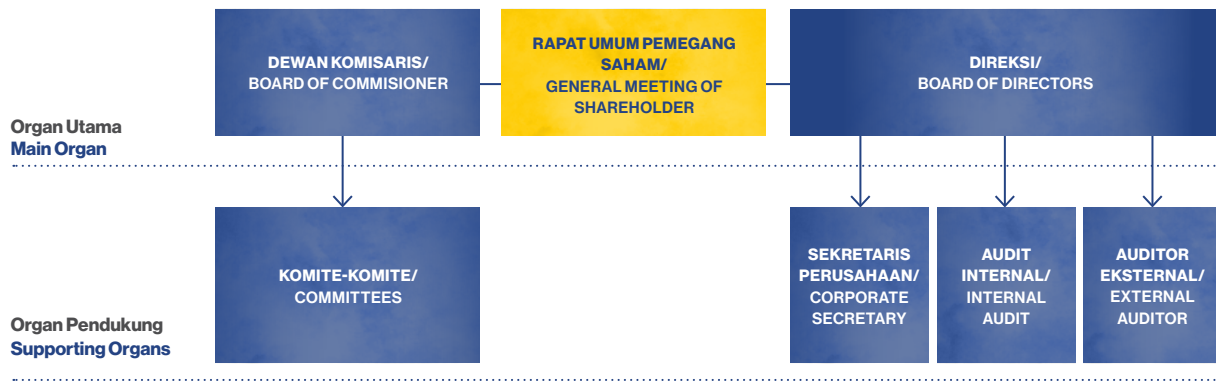 DEWAN KOMISARIS/
BOARD OF COMMISIONER
RAPAT UMUM PEMEGANG
SAHAM/
GENERAL MEETING OF
SHAREHOLDER
DIREKSI/
BOARD OF DIRECTORS
Organ Utama
Main Organ
KOMITE-KOMITE/
COMMITTEES
SEKRETARIS
PERUSAHAAN/
CORPORATE
SECRETARY
AUDIT
INTERNAL/
INTERNAL
AUDIT
AUDITOR
EKSTERNAL/
EXTERNAL
AUDITOR
Organ Pendukung
Supporting Organs